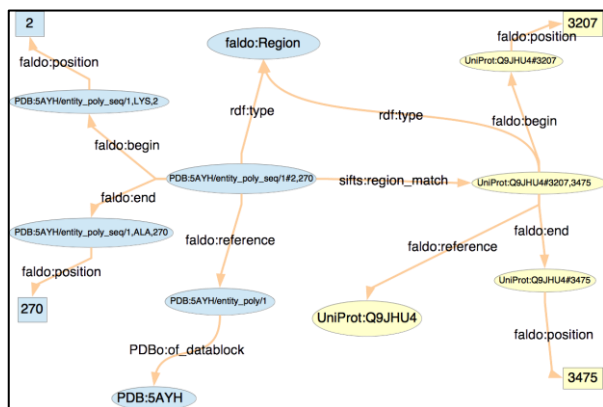 2
3207
faldo:position
faldo:Region
faldo:position
UniProt:Q9JHU4#3207
PDB:5AYH/entity_poly_seq/1,LYS,2
rdf:type
rdf:type
faldo:begin
faldo:begin
PDB:5AYH/entity_poly_seq/1#2,270
sifts:region_match
UniProt:Q9JHU4#3207,3475
faldo:end
PDB:5AYH/entity_poly_seq/1,ALA,270
faldo:reference
faldo:reference
faldo:end
faldo:position
UniProt:Q9JHU4#3475
270
PDB:5AYH/entity_poly/1
UniProt:Q9JHU4
faldo:position
PDBo:of_datablock
3475
PDB:5AYH